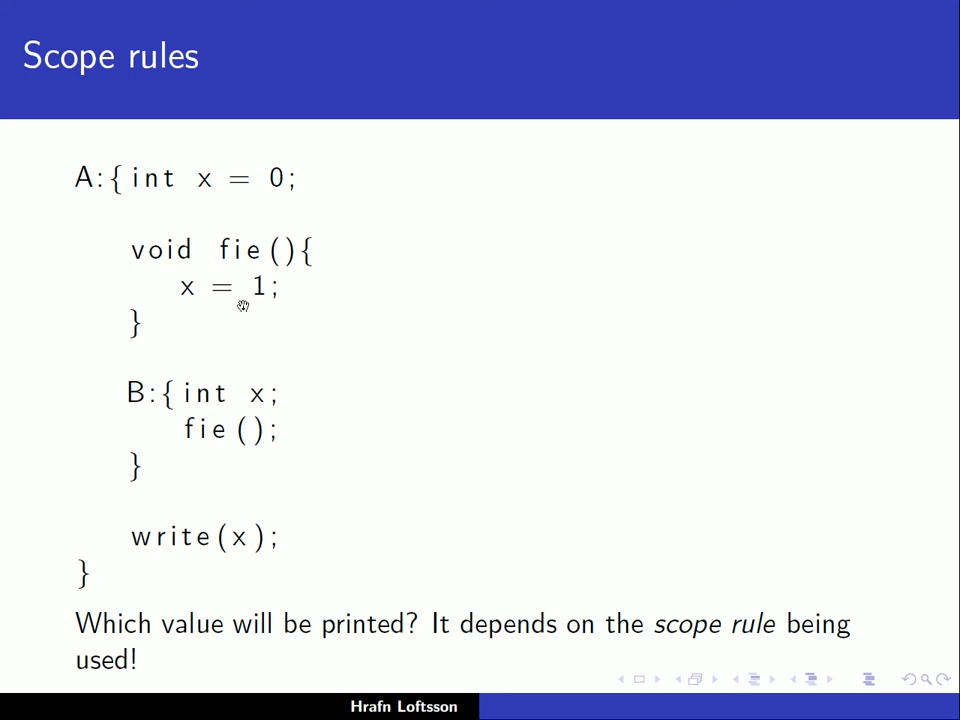 Scope rules
A:{ int x = 0;
void fie(){
x = 1;
}
B:{ int x;
fie();
}
write(x);
}
Which value will be printed? It depends on the scope rule being
used!
Hrafn Loftsson